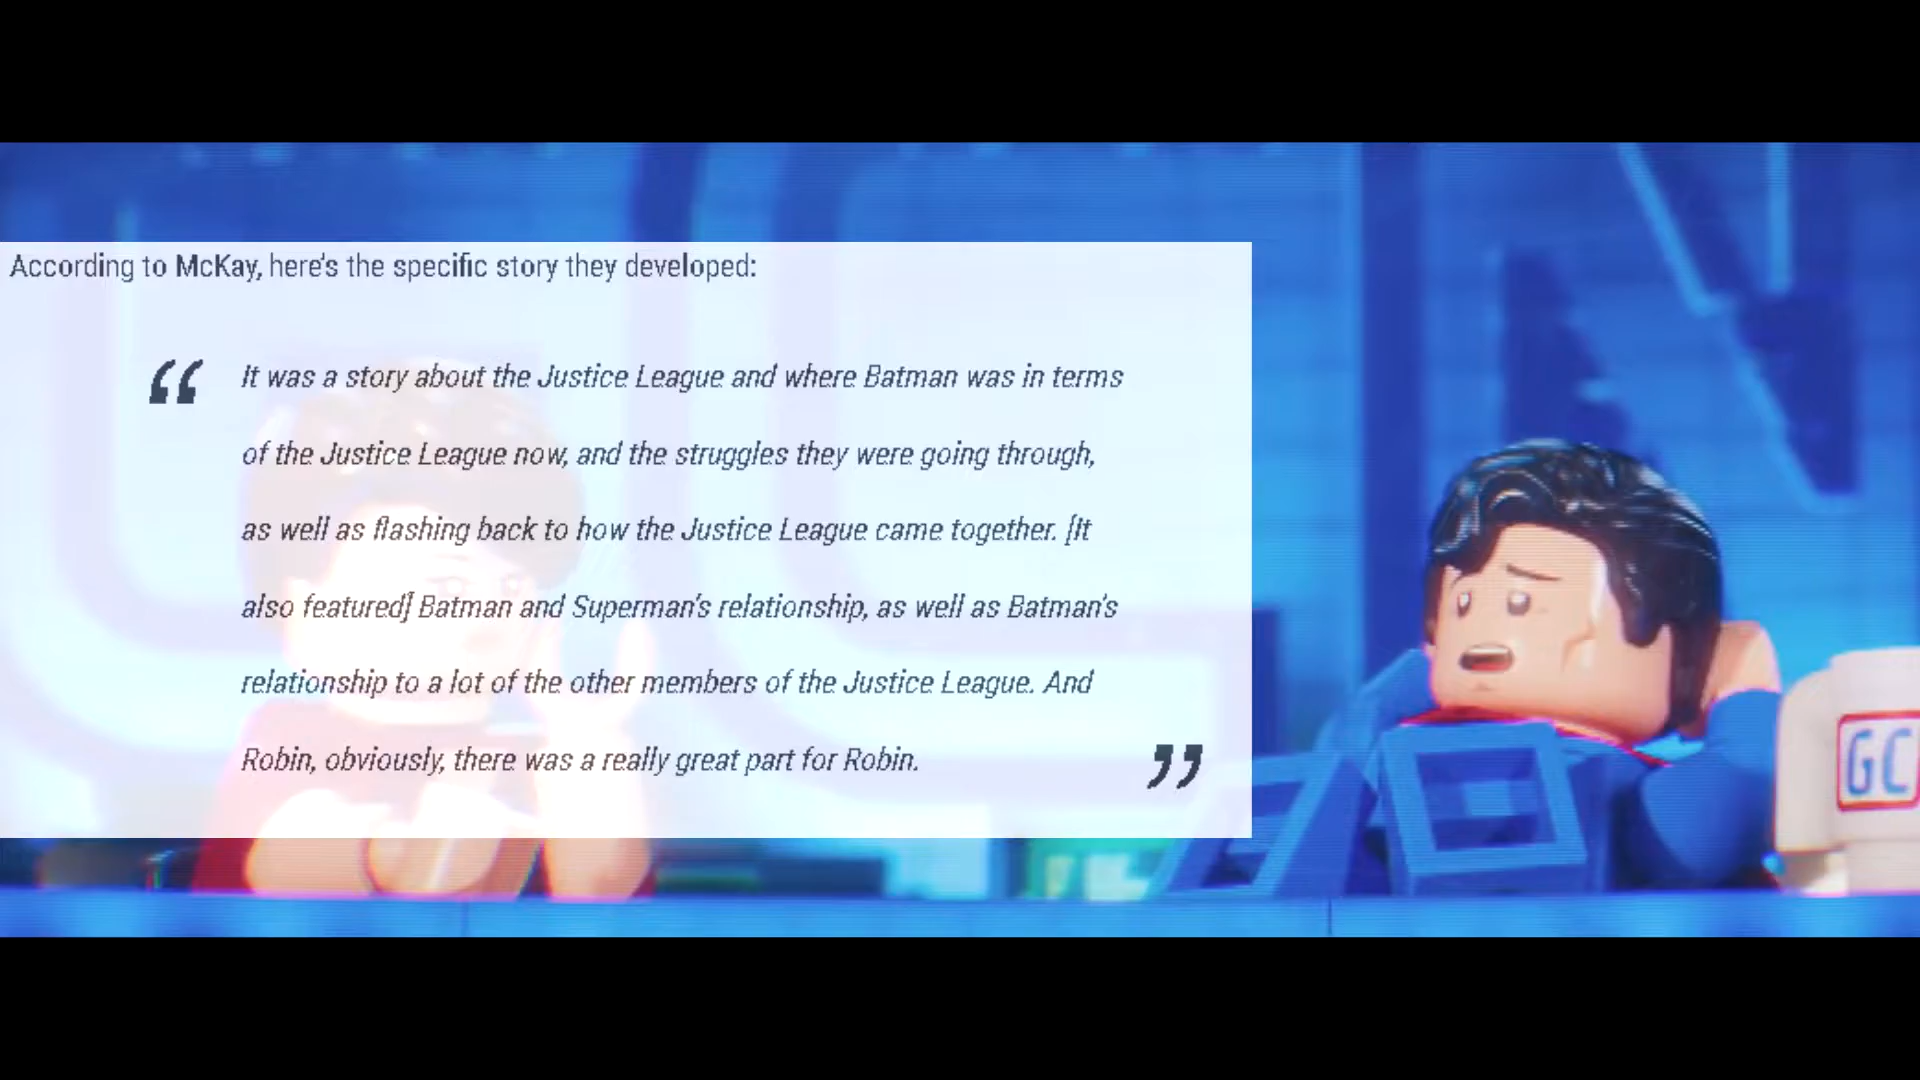 According to McKay, here's the specific story they developed:
“ It was a story about the Justice League and where Batman was in terms
of the Justice League now, and the struggles they were going through,
as well as flashing back to how the Justice League came together. [It
also featured] Batman and Superman's relationship, as well as Batman's
relationship to a lot of the other members of the Justice League. And
Robin, obviously, there was a really great part for Robin. ”
GC